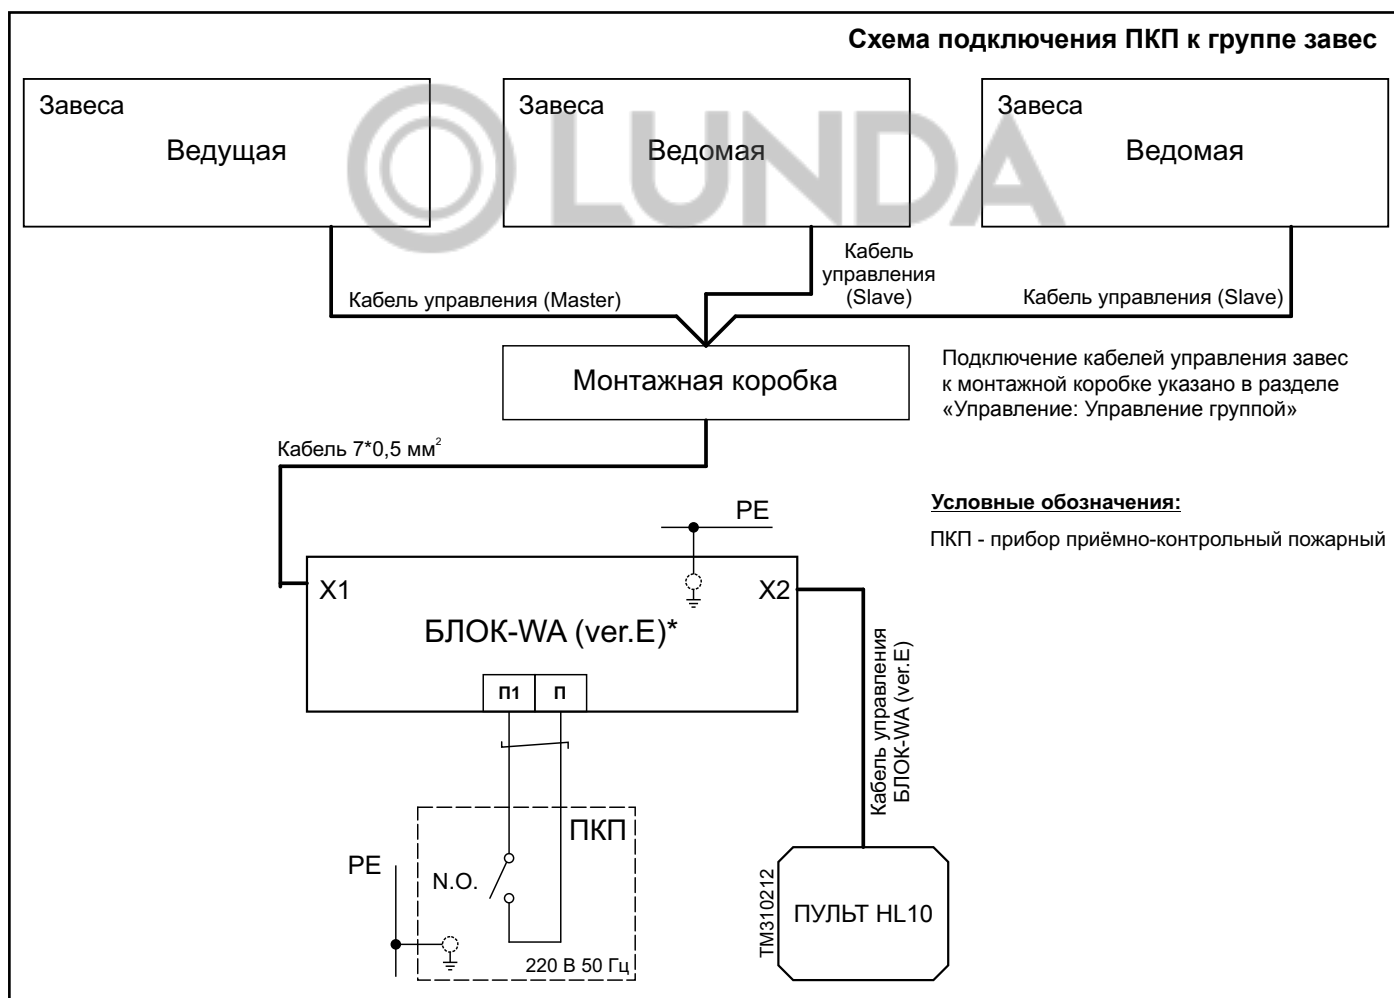 Схема подключения ПКП к группе завес
Завеса
Ведущая
Завеса
Ведомая
Завеса
Ведомая
LUNDA
Кабель управления (Master)
Кабель
управления
(Slave)
Кабель управления (Slave)
Монтажная коробка
Подключение кабелей управления завес
к монтажной коробке указано в разделе
«Управление: Управление группой»
Кабель 7*0,5 мм²
Условные обозначения:
ПКП - прибор приёмно-контрольный пожарный
PE
X1
X2
БЛОК-WA (ver.E)*
П1
П
Кабель управления
БЛОК-WA (ver.E)
ПКП
PE
N.O.
220 В 50 Гц
TM310212
ПУЛЬТ HL10